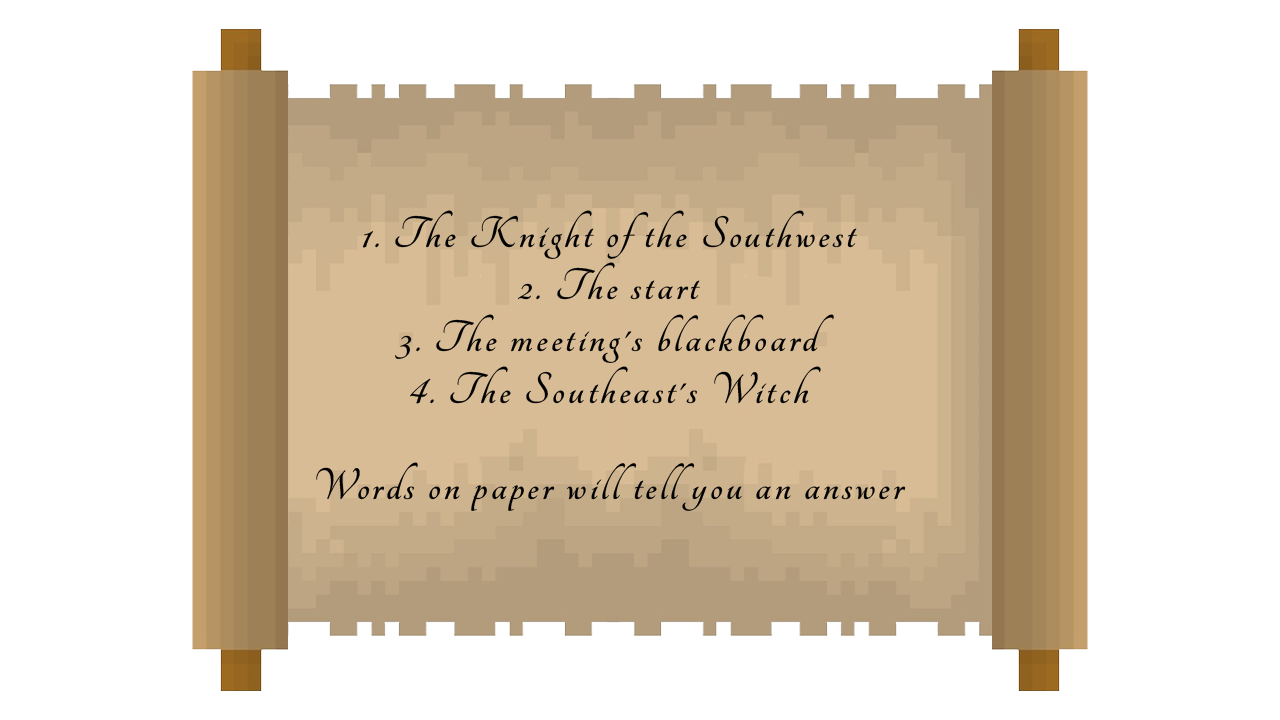 1. The Knight of the Southwest
2. The start
3. The meeting's blackboard
4. The Southeast's Witch
Words on paper will tell you an answer